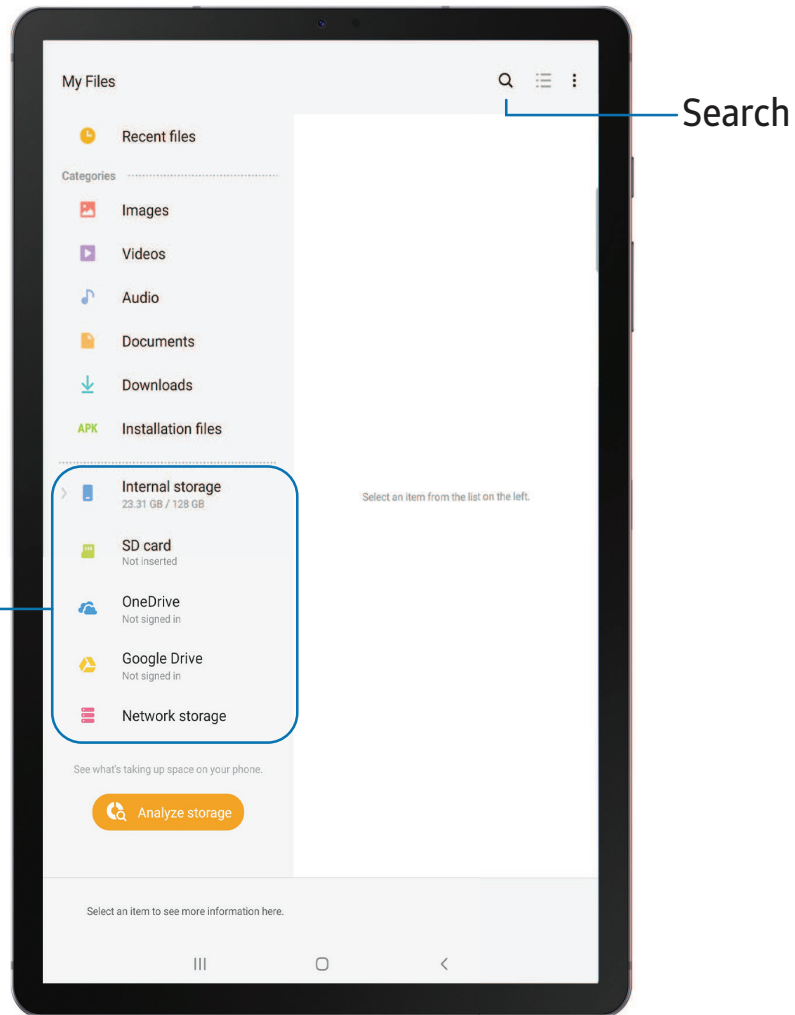 My Files
Search
Recent files
Categories
Images
Videos
Audio
Documents
Downloads
APK Installation files
Internal storage
23.31 GB / 128 GB
Select an item from the list on the left.
SD card
Not inserted
OneDrive
Not signed in
Google Drive
Not signed in
Network storage
See what's taking up space on your phone.
Analyze storage
Select an item to see more information here.